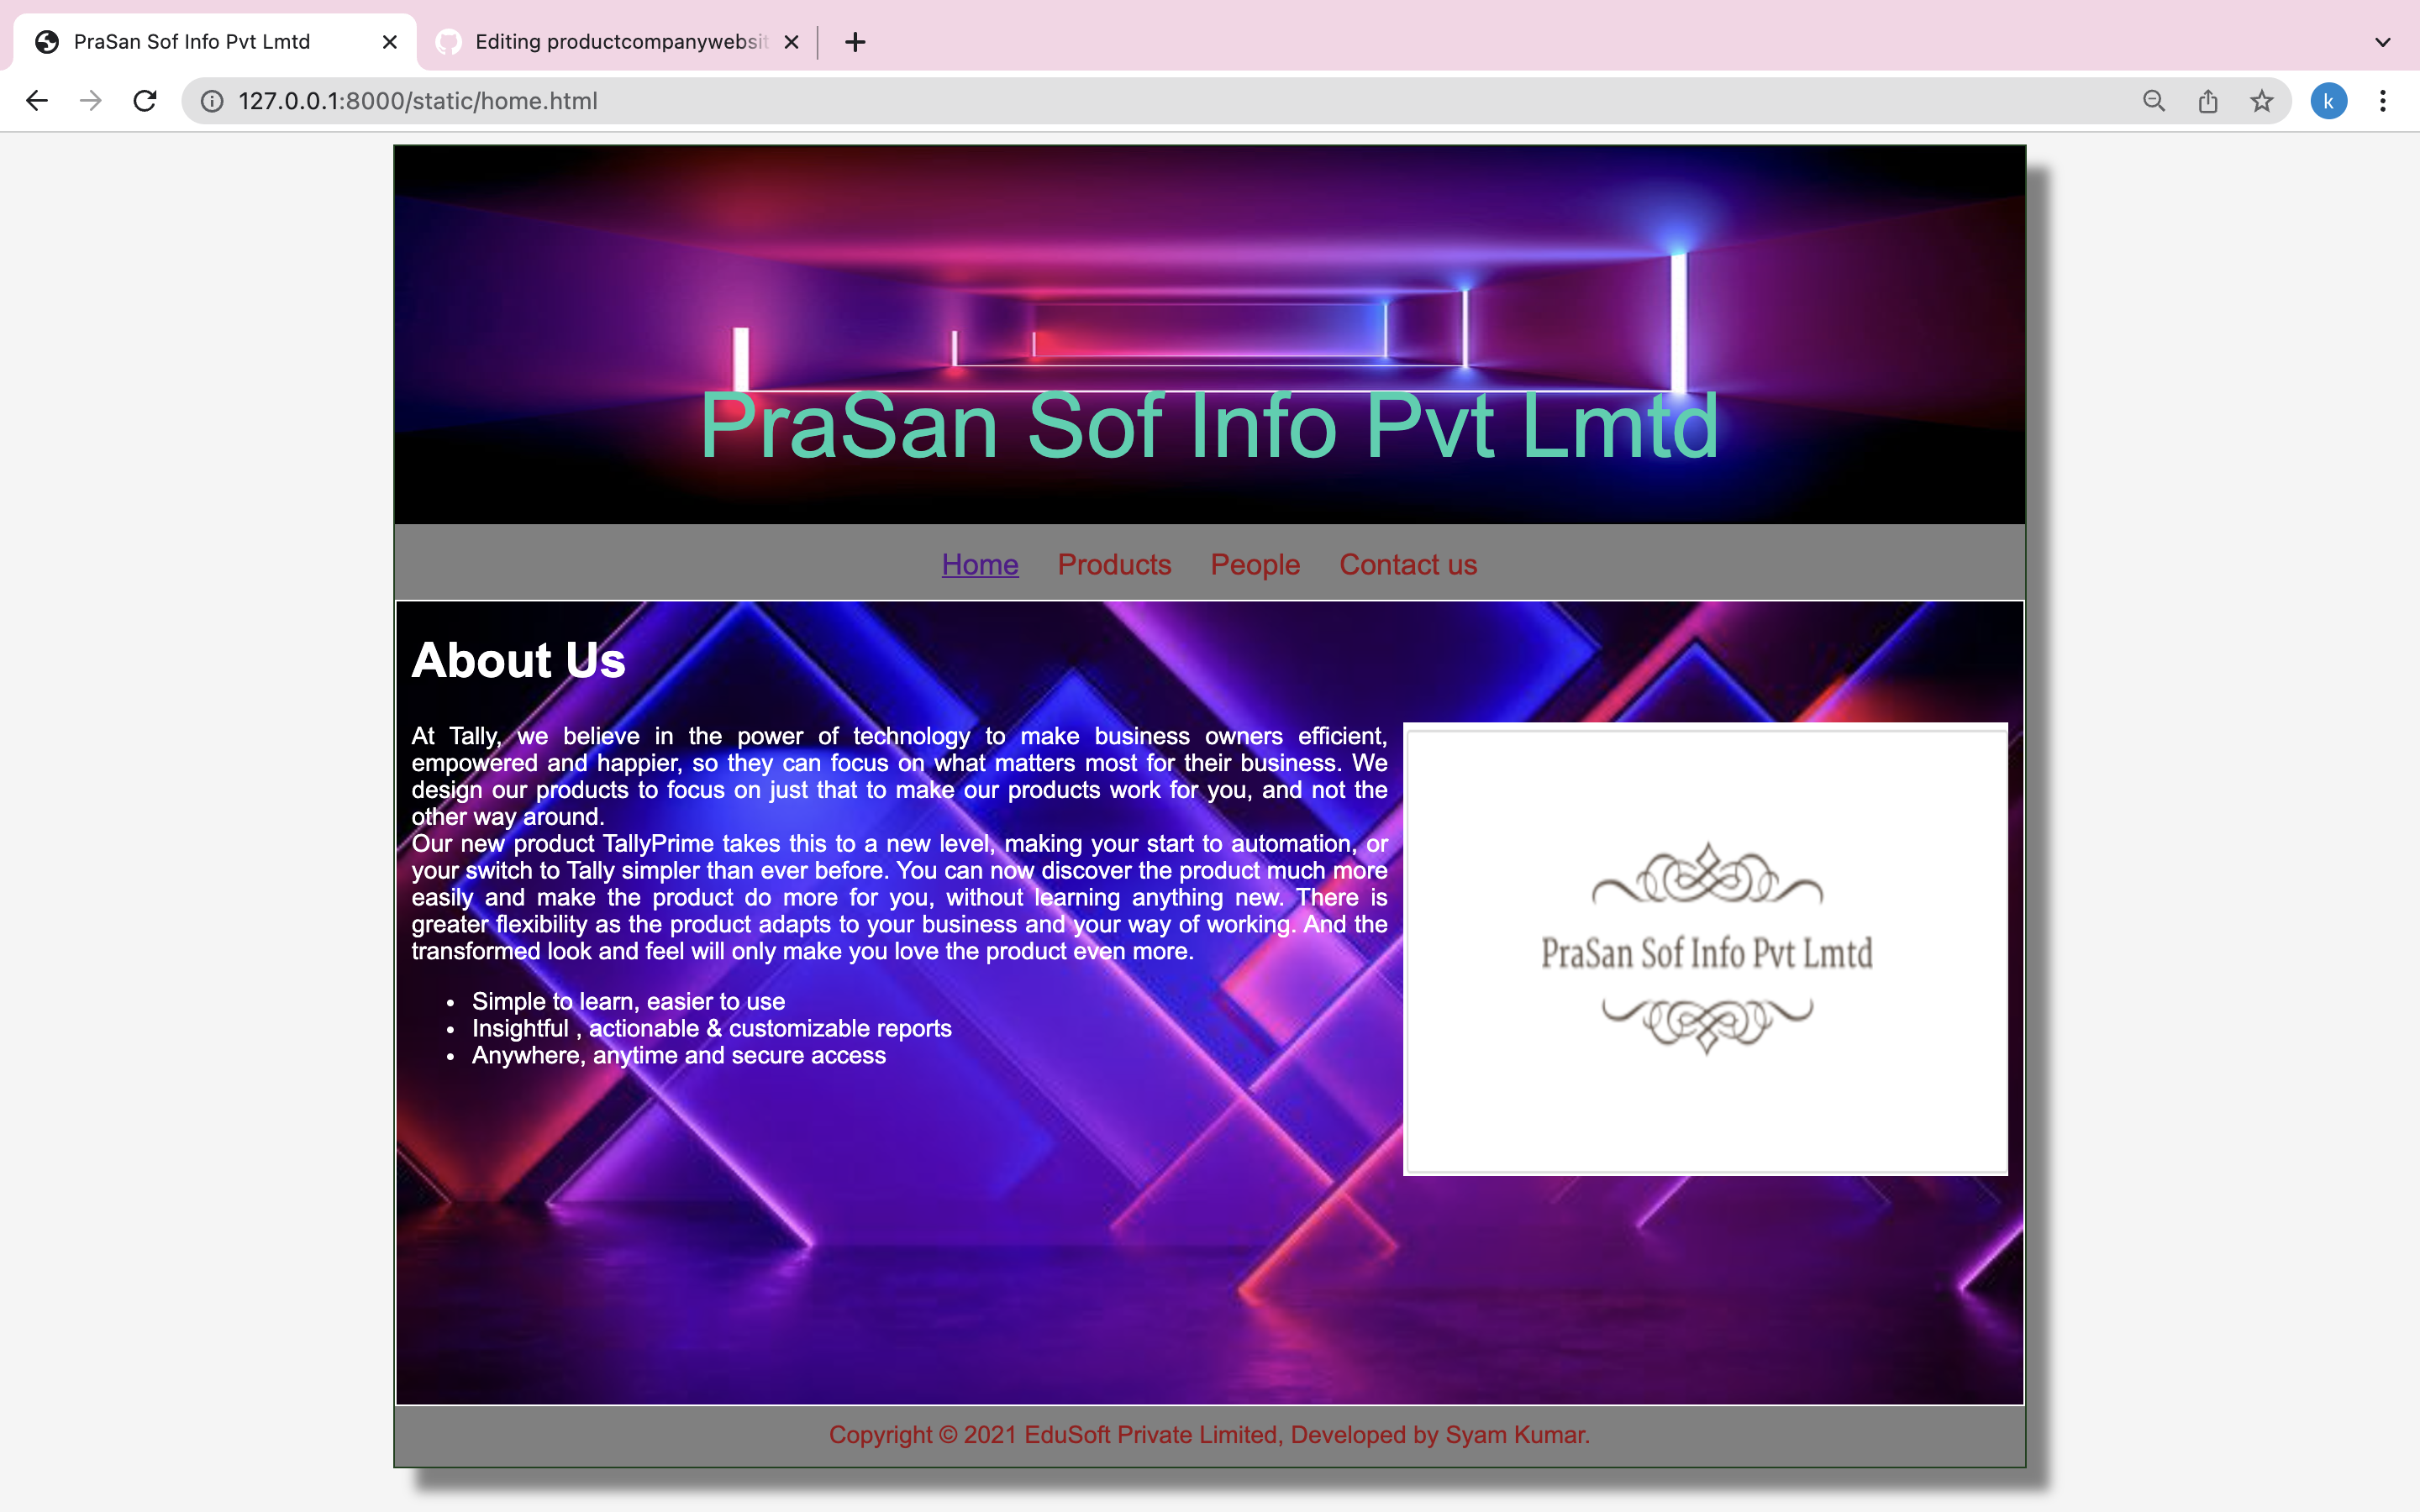 PraSan Sof Info Pvt Lmtd
Editing productcompanywebsit
127.0.0.1:8000/static/home.html
k
PraSan Sof Info Pvt Lmtd
Home Products People Contact us
About Us
At Tally, we believe in the power of technology to make business owners efficient,
empowered and happier, so they can focus on what matters most for their business. We
design our products to focus on just that to make our products work for you, and not the
other way around.
Our new product TallyPrime takes this to a new level, making your start to automation, or
your switch to Tally simpler than ever before. You can now discover the product much more
easily and make the product do more for you, without learning anything new. There is
greater flexibility as the product adapts to your business and your way of working. And the
transformed look and feel will only make you love the product even more.
• Simple to learn, easier to use
• Insightful , actionable & customizable reports
• Anywhere, anytime and secure access
PraSan Sof Info Pvt Lmtd
Copyright © 2021 EduSoft Private Limited, Developed by Syam Kumar.